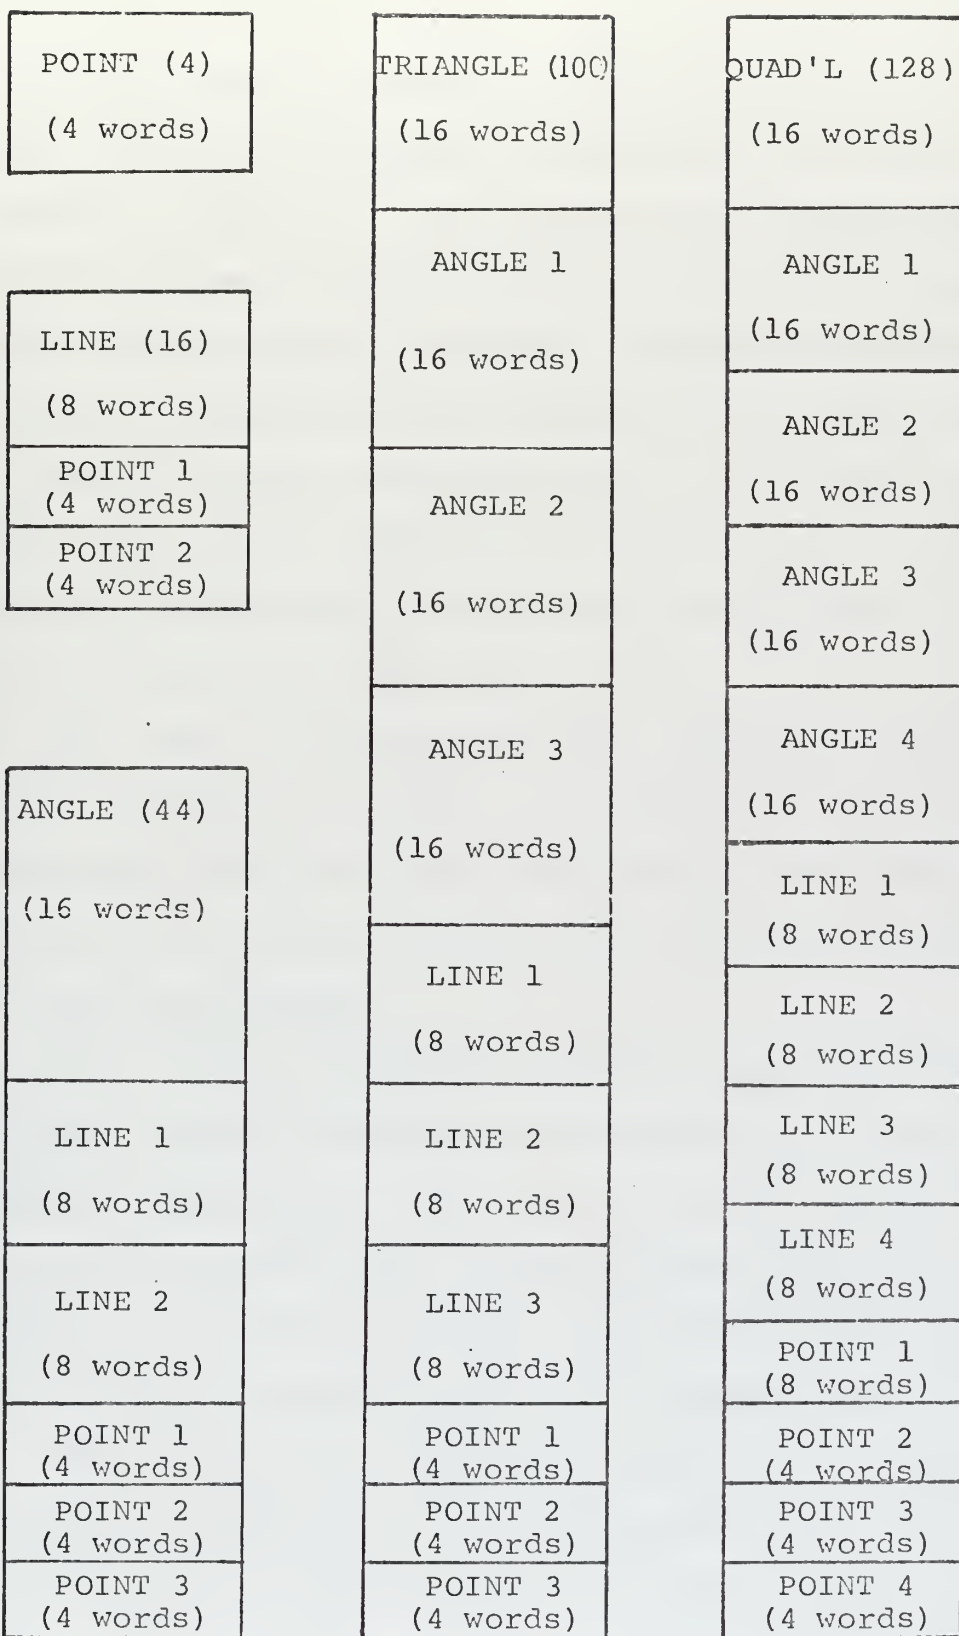 POINT (4)
(4 words)
LINE (16)
(8 words)
POINT 1
(4 words)
POINT 2
(4 words)
ANGLE (44)
(16 words)
LINE 1
(8 words)
LINE 2
(8 words)
POINT 1
(4 words)
POINT 2
(4 words)
POINT 3
(4 words)
TRIANGLE (100)
(16 words)
ANGLE 1
(16 words)
ANGLE 2
(16 words)
ANGLE 3
(16 words)
LINE 1
(8 words)
LINE 2
(8 words)
LINE 3
(8 words)
POINT 1
(4 words)
POINT 2
(4 words)
POINT 3
(4 words)
QUAD'L (128)
(16 words)
ANGLE 1
(16 words)
ANGLE 2
(16 words)
ANGLE 3
(16 words)
ANGLE 4
(16 words)
LINE 1
(8 words)
LINE 2
(8 words)
LINE 3
(8 words)
LINE 4
(8 words)
POINT 1
(8 words)
POINT 2
(4 words)
POINT 3
(4 words)
POINT 4
(4 words)